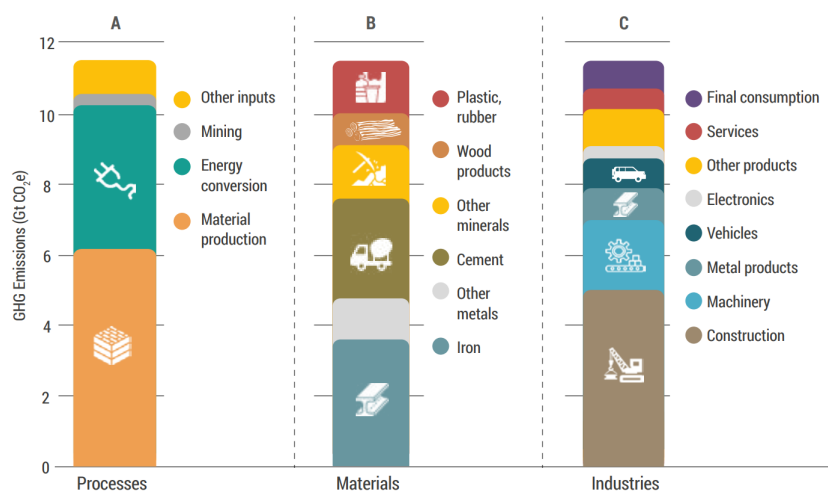 A
B
C
GHG Emissions (Gt CO2e)
12
10
8
6
4
2
0
Other inputs
Mining
Energy
conversion
Material
production
Processes
Plastic,
rubber
Wood
products
Other
minerals
Cement
Other
metals
Iron
Materials
Final consumption
Services
Other products
Electronics
Vehicles
Metal products
Machinery
Construction
Industries